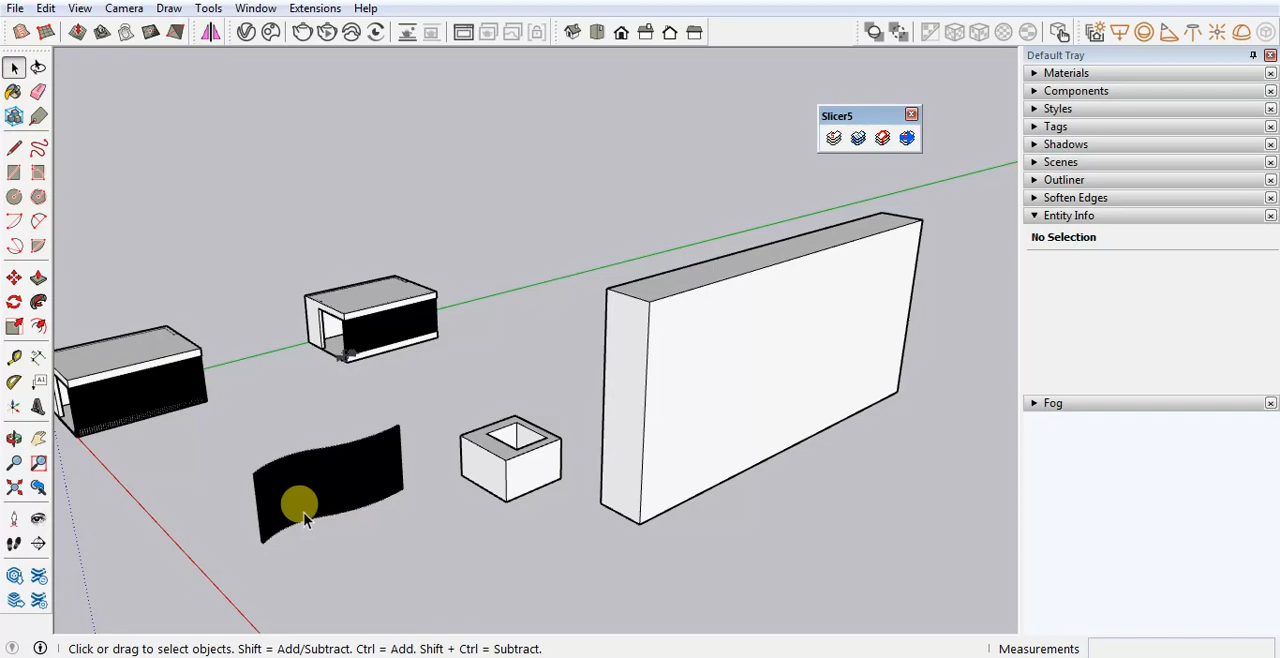 File Edit View Camera Draw Tools Window Extensions Help
Default Tray
Materials
Components
Styles
Tags
Shadows
Scenes
Outliner
Soften Edges
Entity Info
No Selection
Fog
Slicer5
A1
Click or drag to select objects. Shift = Add/Subtract. Ctrl = Add. Shift + Ctrl = Subtract.
Measurements